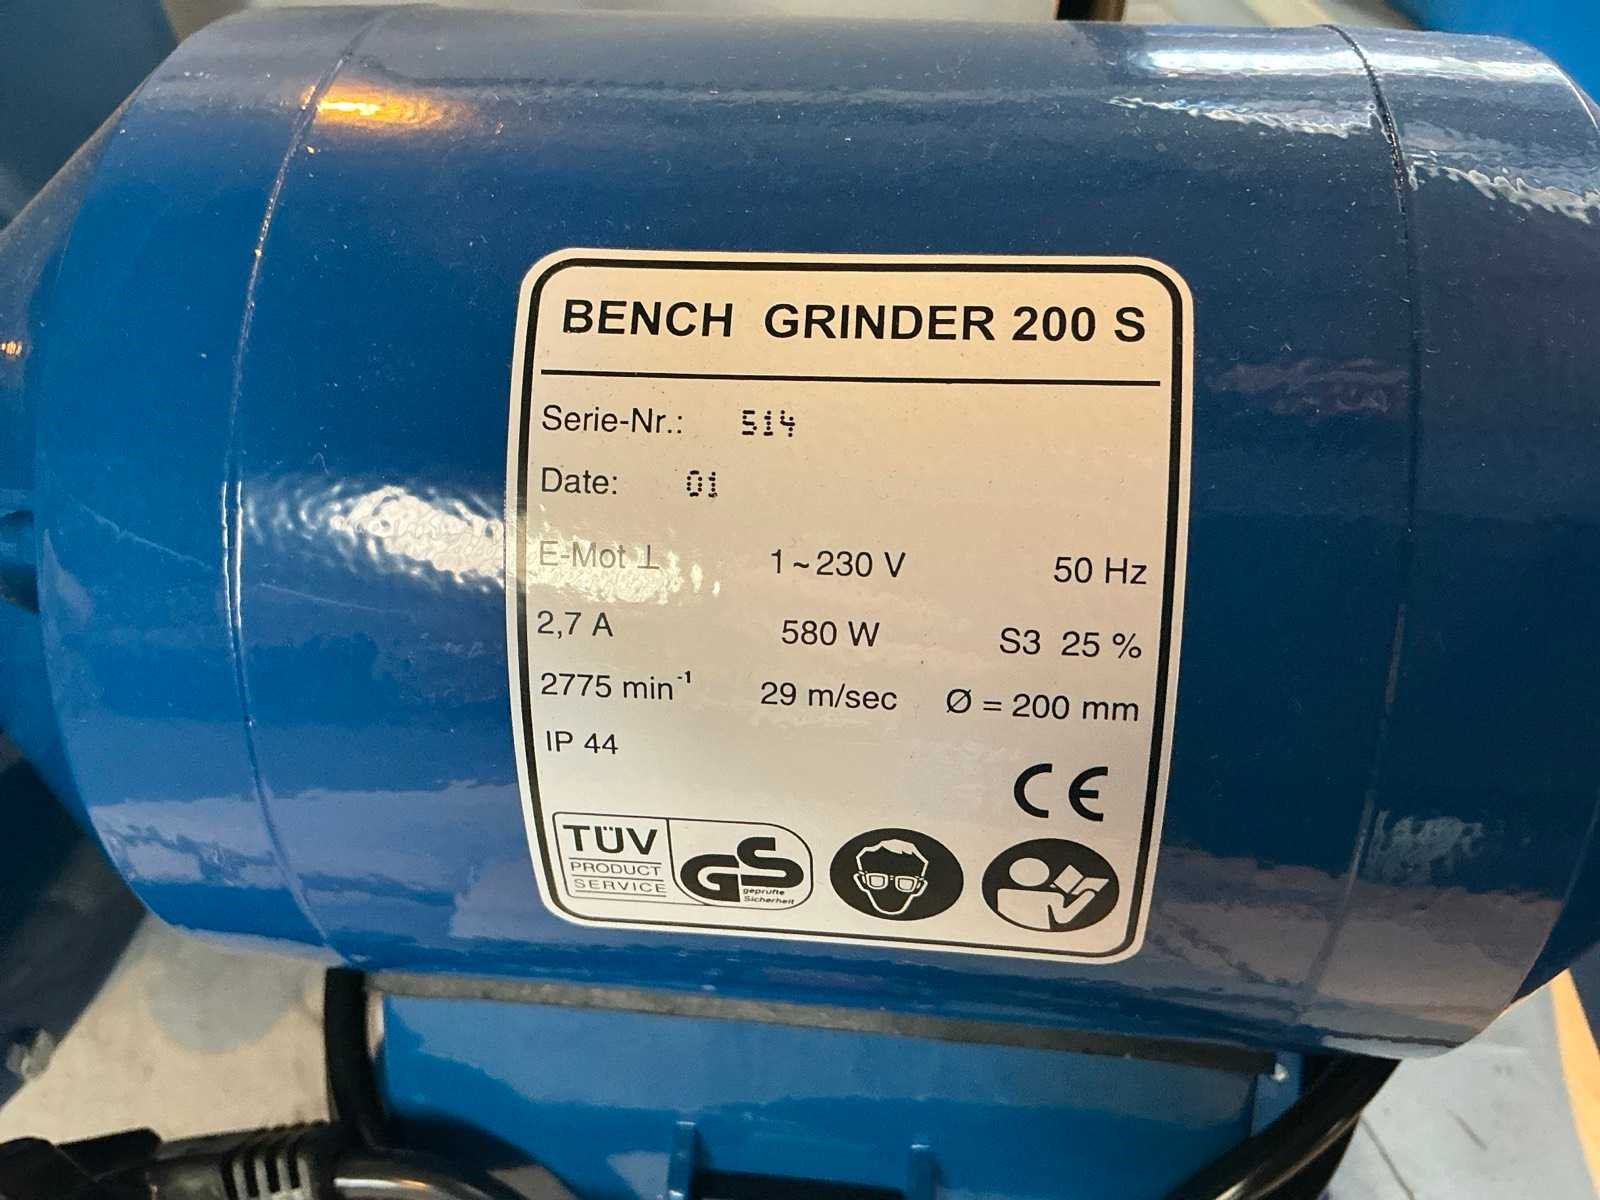 BENCH GRINDER 200 S
Serie-Nr.: 514
Date: 01
E-Mot ⊥ 1~230 V 50 Hz
2,7 A 580 W S3 25 %
2775 min⁻¹ 29 m/sec Ø = 200 mm
IP 44
CE
TÜV
PRODUCT
SERVICE
GS
geprüfte
Sicherheit